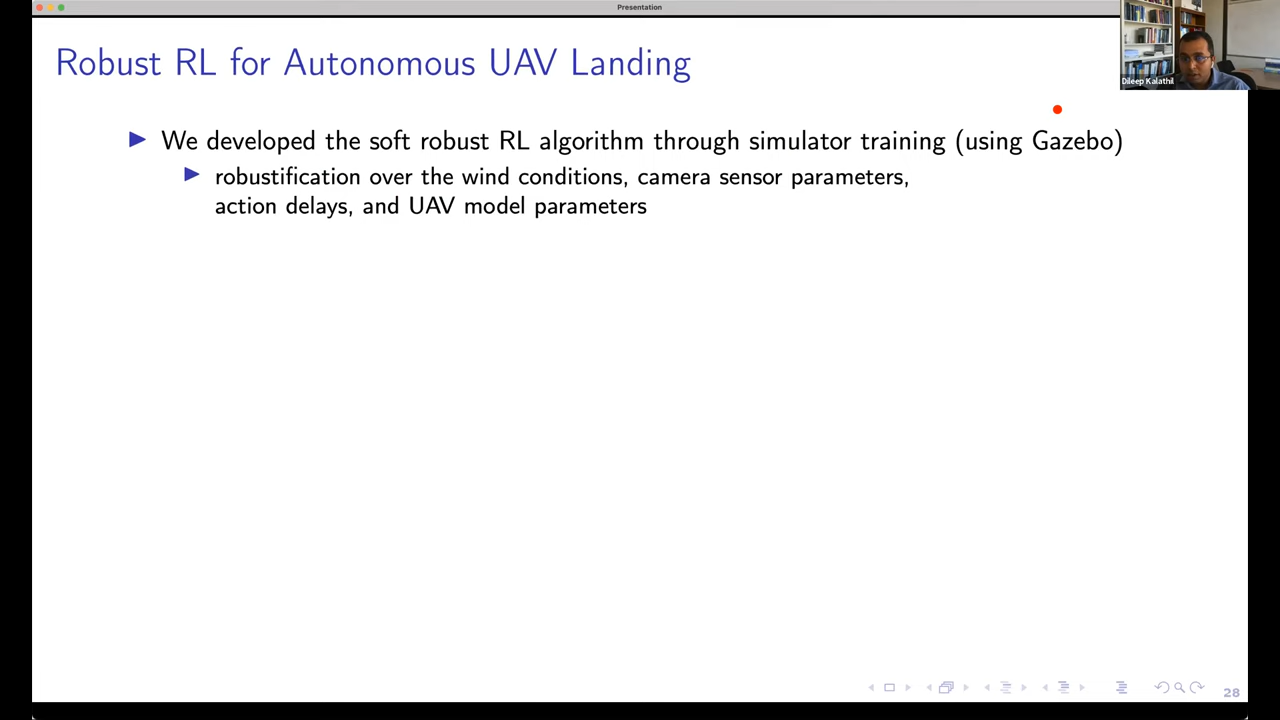 Presentation
Robust RL for Autonomous UAV Landing
Dileep Kalathil
We developed the soft robust RL algorithm through simulator training (using Gazebo)
robustification over the wind conditions, camera sensor parameters,
action delays, and UAV model parameters
28